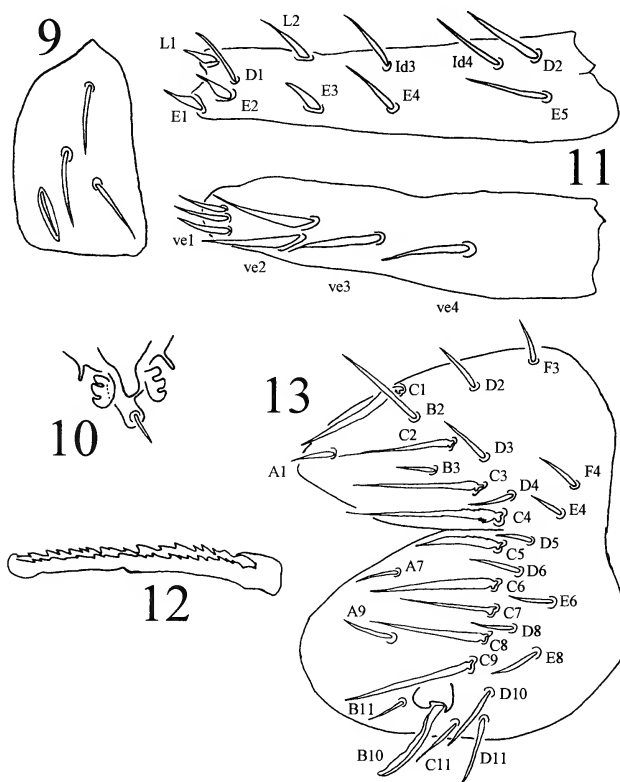 9
L1
L2
D1
Id3
Id4
D2
E1
E2
E3
E4
E5
11
ve1
ve2
ve3
ve4
10
12
13
F3
C1
D2
B2
C2
D3
A1
B3
C3
F4
D4
E4
C4
C5
D5
A7
D6
C6
E6
C7
A9
D8
C8
C9
E8
B11
D10
B10
C11
D11